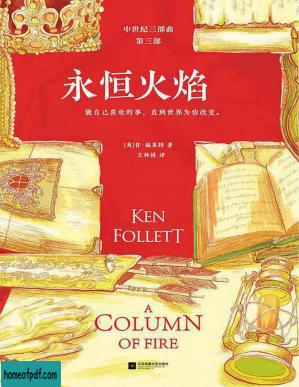 中世纪三部曲
第三部
永恒火焰
做自己喜欢的事，直到世界为你改变。
[英]肯·福莱特 著
王林园 译
KEN
FOLLETT
A
COLUMN
OF FIRE
homeofpdf.com